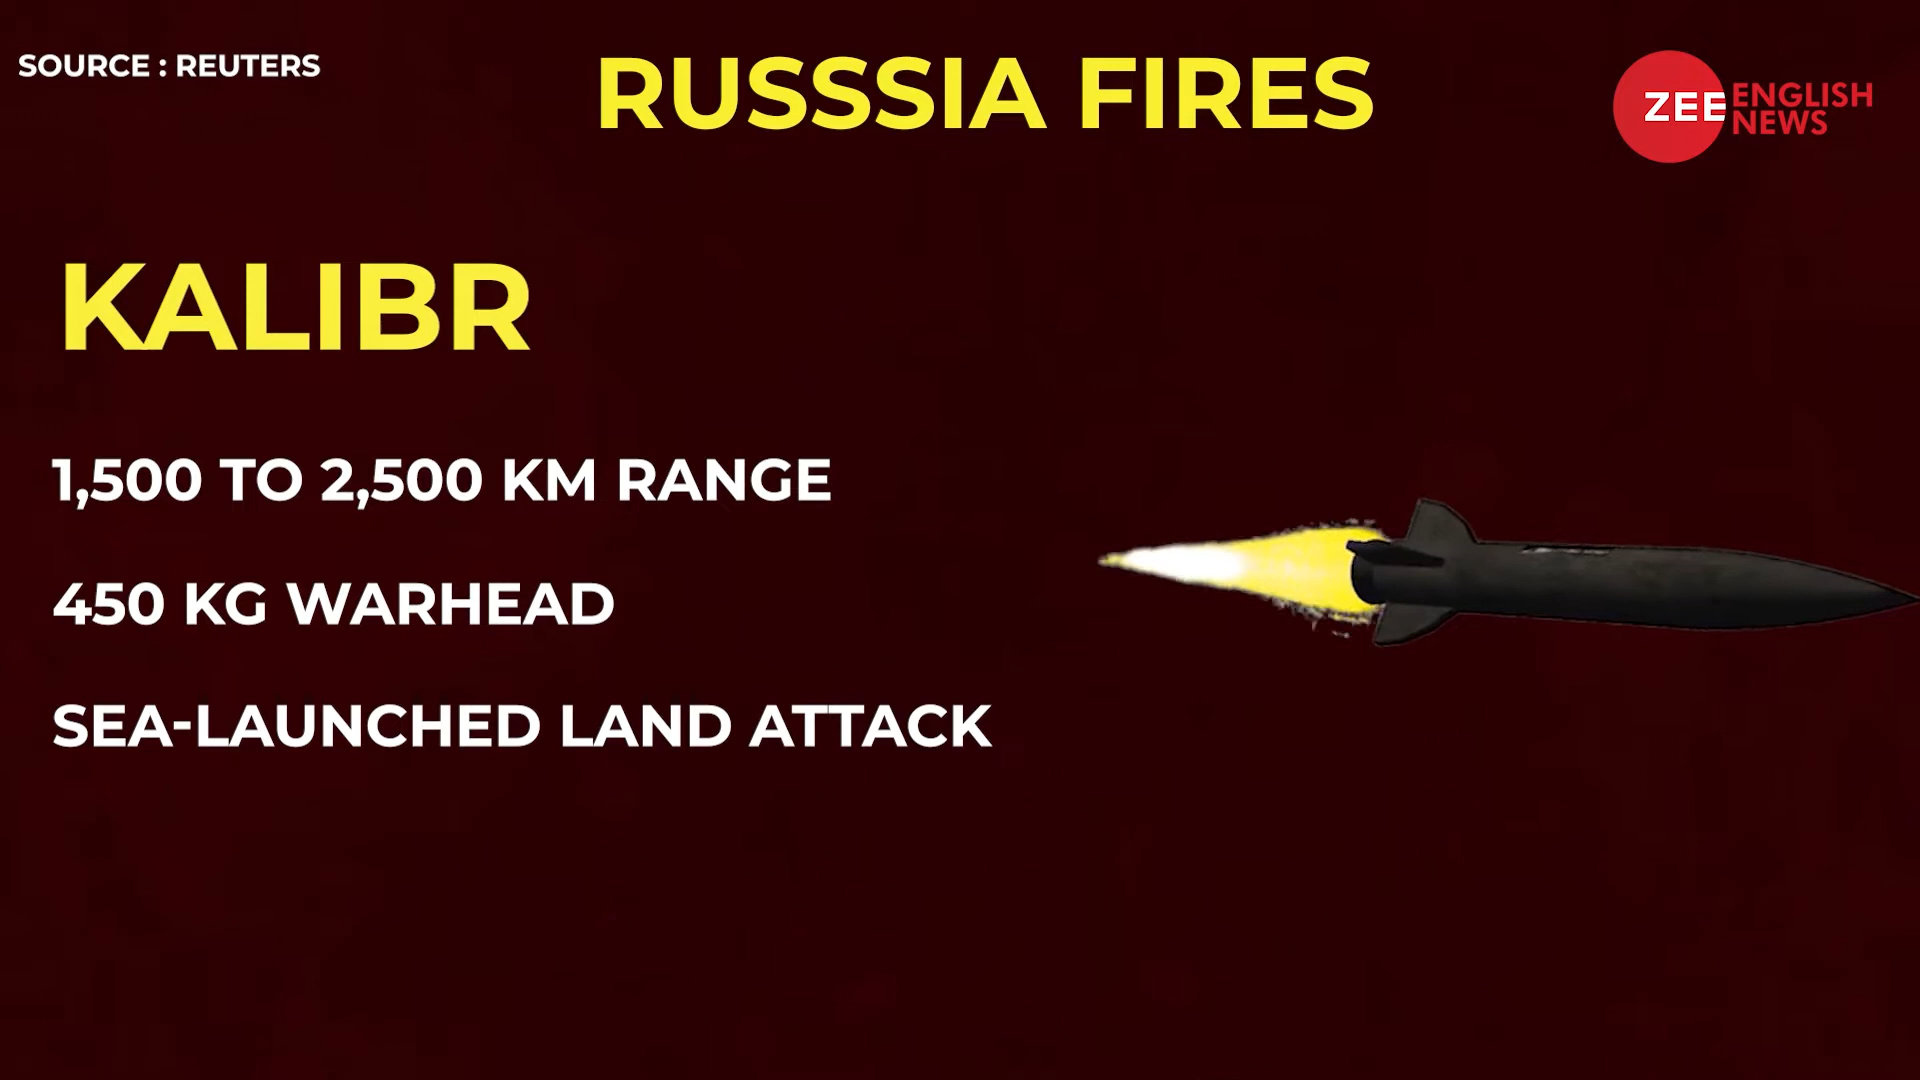 SOURCE : REUTERS
RUSSSIA FIRES
ZEE ENGLISH
NEWS
KALIBR
1,500 TO 2,500 KM RANGE
450 KG WARHEAD
SEA-LAUNCHED LAND ATTACK